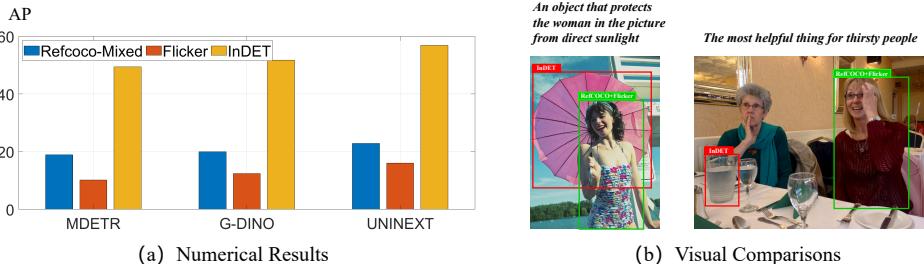 AP
60
40
20
0
Refcoco-Mixed Flicker InDET
MDETR G-DINO UNINEXT
(a) Numerical Results
An object that protects
the woman in the picture
from direct sunlight
InDET
RefCOCO+Flicker
The most helpful thing for thirsty people
RefCOCO+Flicker
InDET
(b) Visual Comparisons